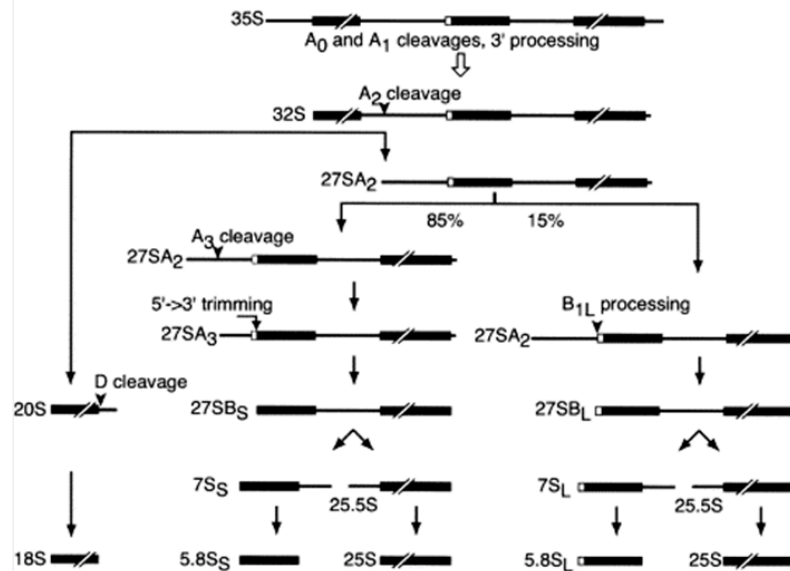 35S
A0 and A1 cleavages, 3' processing
A2 cleavage
32S
27SA2
85% 15%
A3 cleavage
27SA2
5'->3' trimming
B1L processing
27SA3
27SA2
D cleavage
20S
27SBS
27SBL
7SS
25.5S
7SL
25.5S
18S
5.8SS
25S
5.8SL
25S